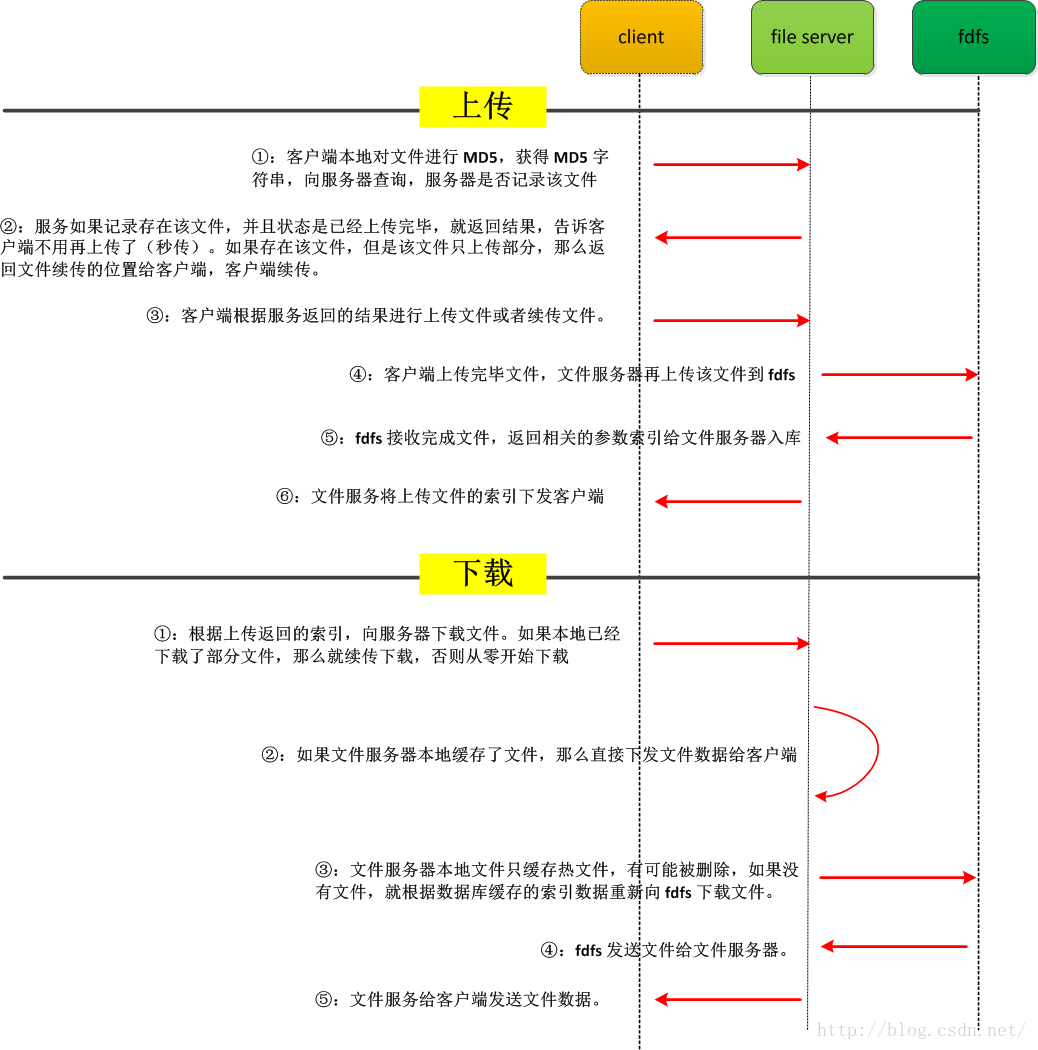 client
file server
fdfs
上传
①：客户端本地对文件进行 MD5，获得 MD5 字
符串，向服务器查询，服务器是否记录该文件
②：服务如果记录存在该文件，并且状态是已经上传完毕，就返回结果，告诉客
户端不用再上传了（秒传）。如果存在该文件，但是该文件只上传部分，那么返
回文件续传的位置给客户端，客户端续传。
③：客户端根据服务返回的结果进行上传文件或者续传文件。
④：客户端上传完毕文件，文件服务器再上传该文件到 fdfs
⑤：fdfs 接收完成文件，返回相关的参数索引给文件服务器入库
⑥：文件服务将上传文件的索引下发客户端
下载
①：根据上传返回的索引，向服务器下载文件。如果本地已经
下载了部分文件，那么就续传下载，否则从零开始下载
②：如果文件服务器本地缓存了文件，那么直接下发文件数据给客户端
③：文件服务器本地文件只缓存热文件，有可能被删除，如果没
有文件，就根据数据库缓存的索引数据重新向 fdfs 下载文件。
④：fdfs 发送文件给文件服务器。
⑤：文件服务给客户端发送文件数据。
http://blog.csdn.net/